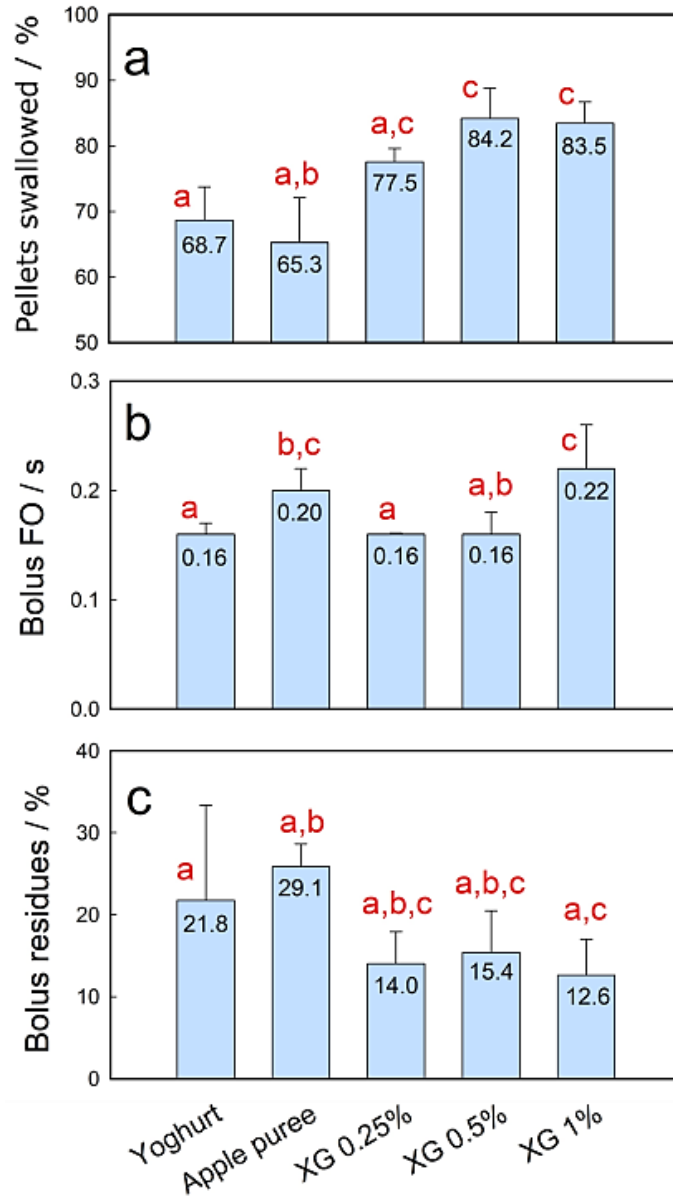 Pellets swallowed / %
100
90
80
70
60
50
a
a
a,b
a,c
c
c
68.7
65.3
77.5
84.2
83.5
Bolus FO / s
0.3
0.2
0.1
0.0
b
a
b,c
a
a,b
c
0.16
0.20
0.16
0.16
0.22
Bolus residues / %
40
30
20
10
0
c
a
a,b
a,b,c
a,b,c
a,c
21.8
29.1
14.0
15.4
12.6
Yoghurt
Apple puree
XG 0.25%
XG 0.5%
XG 1%